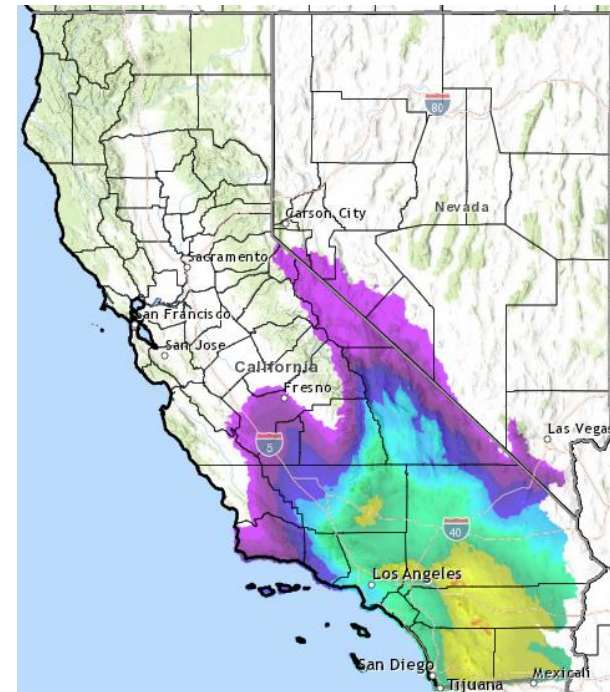 80
Carson City
Nevada
Sacramento
San Francisco
San Jose
California
Fresno
5
Las Vegas
40
Los Angeles
San Diego
Mexicali
Tijuana